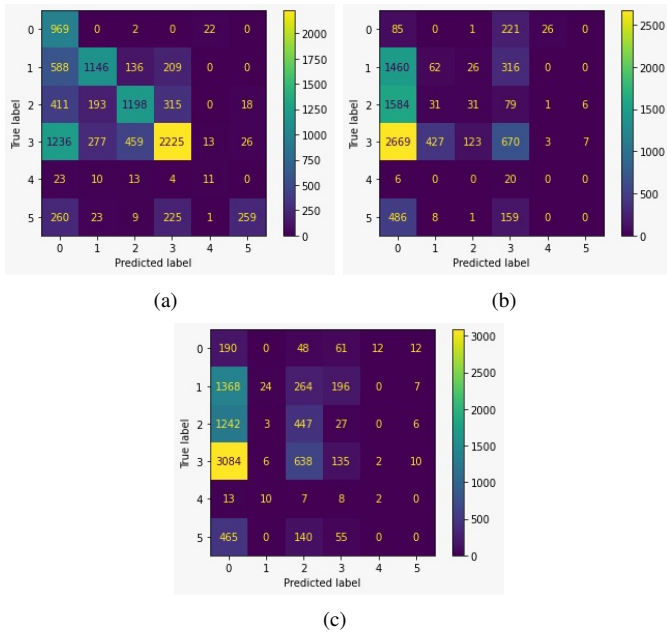 0 969 0 2 0 22 0
1 588 1146 136 209 0 0
2 411 193 1198 315 0 18
3 1236 277 459 2225 13 26
4 23 10 13 4 11 0
5 260 23 9 225 1 259
0 1 2 3 4 5
True label
Predicted label
2000
1750
1500
1250
1000
750
500
250
0
(a)
0 85 0 1 221 26 0
1 1460 62 26 316 0 0
2 1584 31 31 79 1 6
3 2669 427 123 670 3 7
4 6 0 0 20 0 0
5 486 8 1 159 0 0
0 1 2 3 4 5
True label
Predicted label
2500
2000
1500
1000
500
0
(b)
0 190 0 48 61 12 12
1 1368 24 264 196 0 7
2 1242 3 447 27 0 6
3 3084 6 638 135 2 10
4 13 10 7 8 2 0
5 465 0 140 55 0 0
0 1 2 3 4 5
True label
Predicted label
3000
2500
2000
1500
1000
500
0
(c)